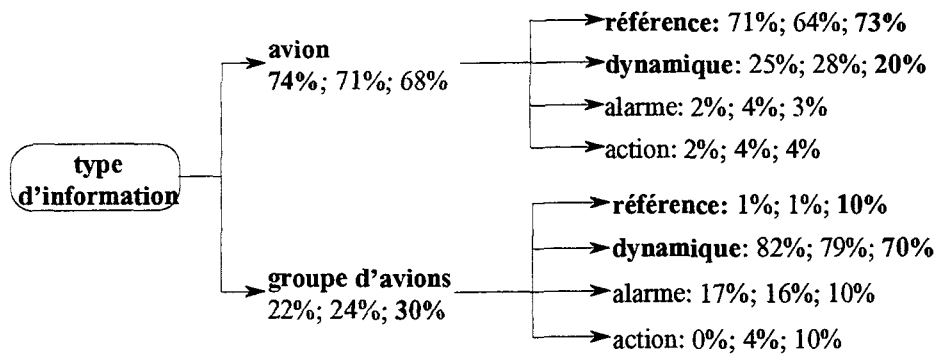 type
d'information
avion
74%; 71%; 68%
référence: 71%; 64%; 73%
dynamique: 25%; 28%; 20%
alarme: 2%; 4%; 3%
action: 2%; 4%; 4%
groupe d'avions
22%; 24%; 30%
référence: 1%; 1%; 10%
dynamique: 82%; 79%; 70%
alarme: 17%; 16%; 10%
action: 0%; 4%; 10%